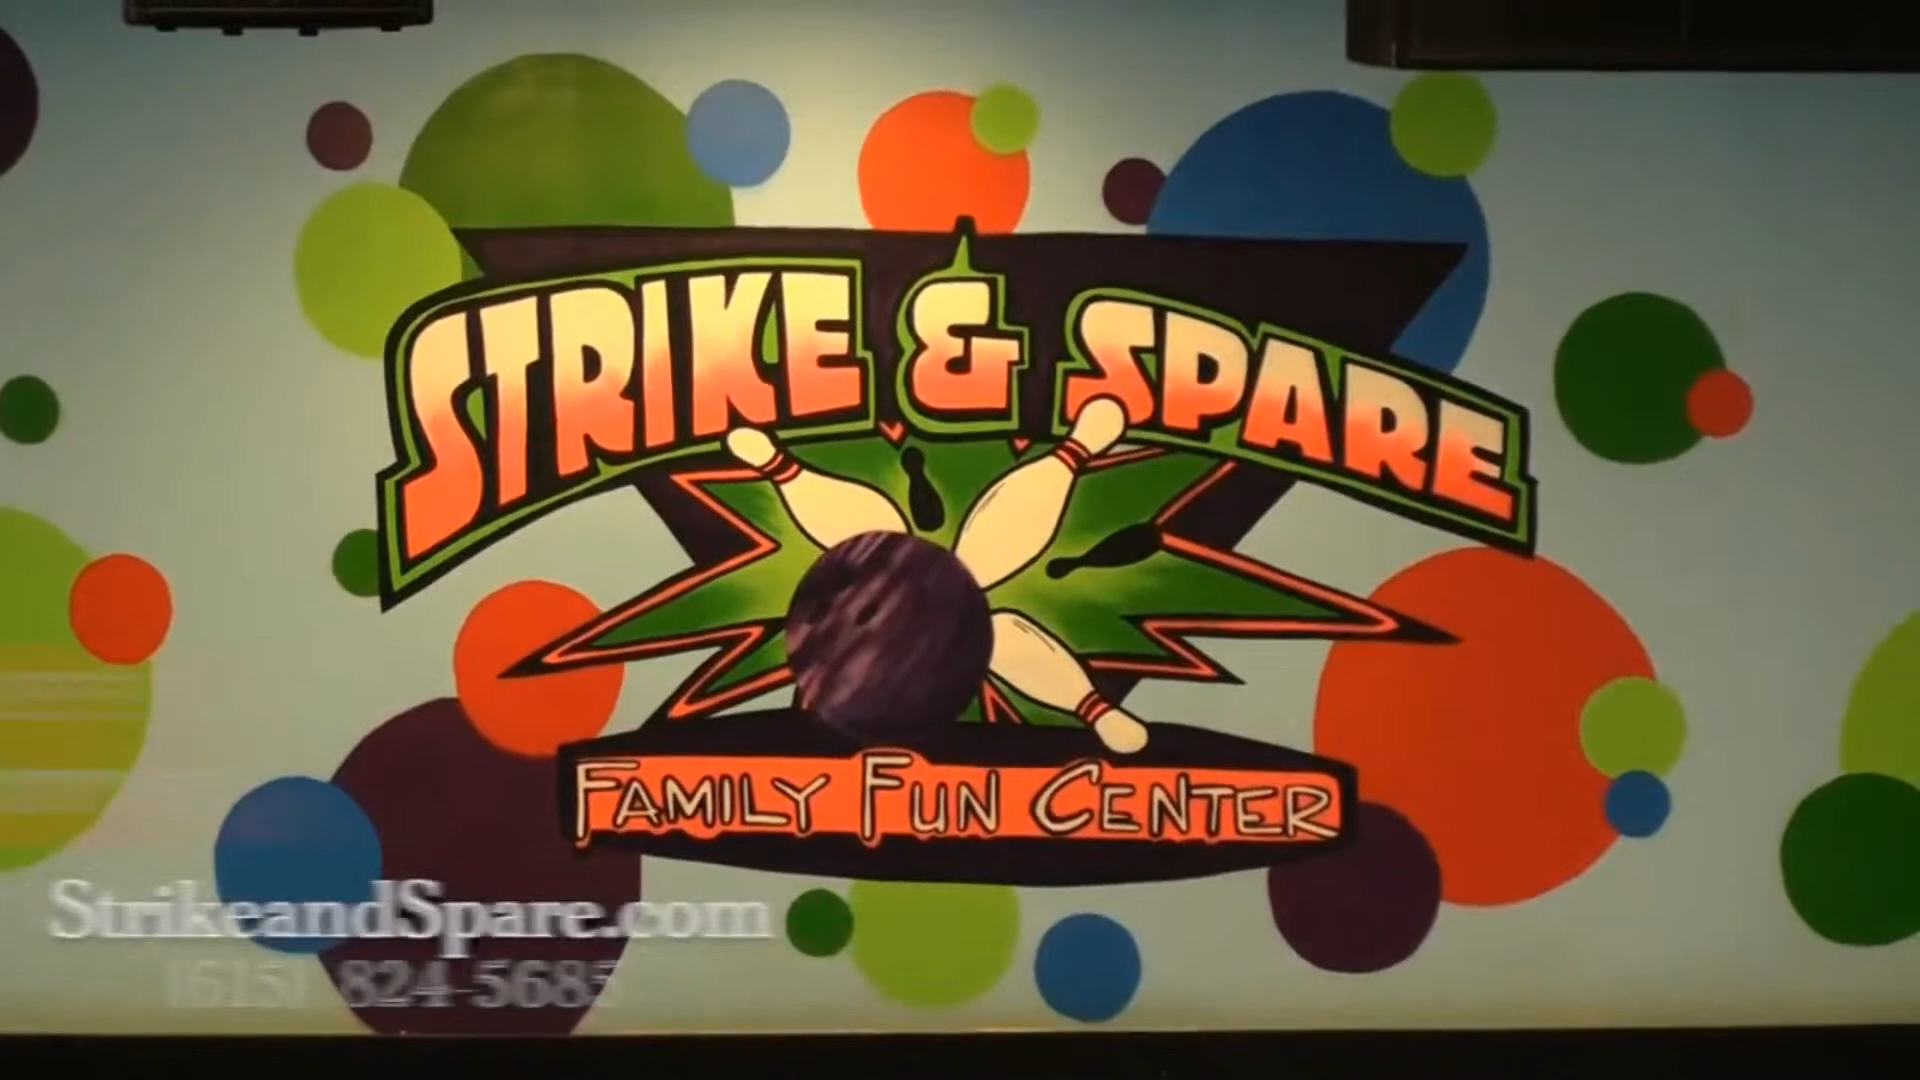 STRIKE & SPARE
FAMILY FUN CENTER
StrikeandSpare.com
(615) 824-5685